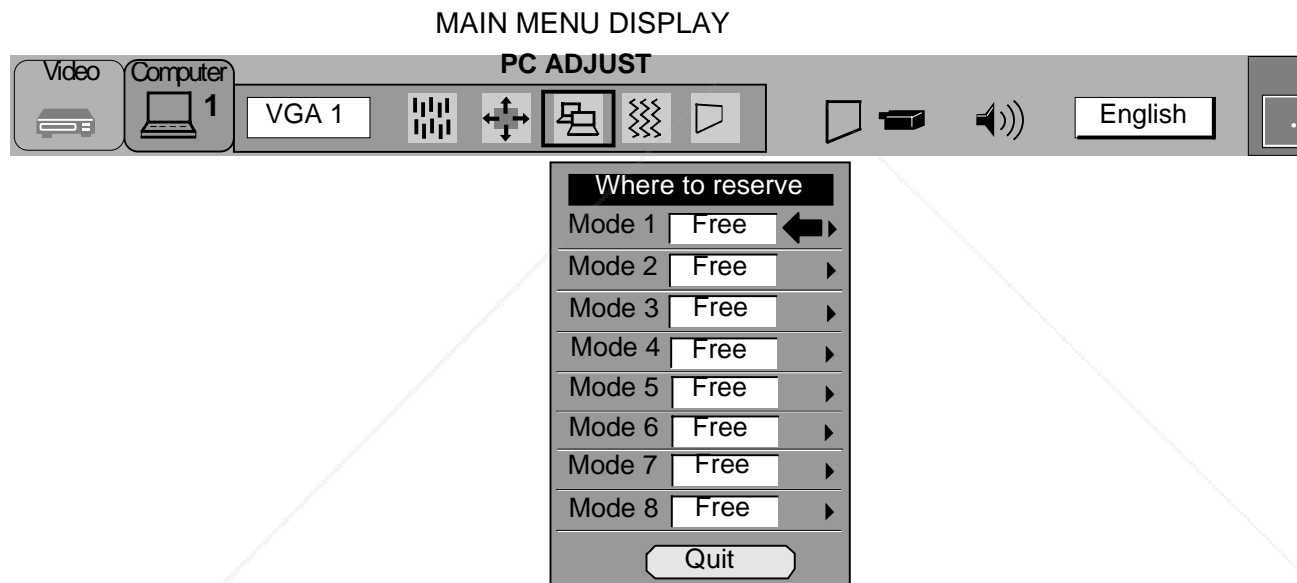 MAIN MENU DISPLAY
PC ADJUST
Video
Computer
1
VGA 1
English
Where to reserve
Mode 1 Free
Mode 2 Free
Mode 3 Free
Mode 4 Free
Mode 5 Free
Mode 6 Free
Mode 7 Free
Mode 8 Free
Quit